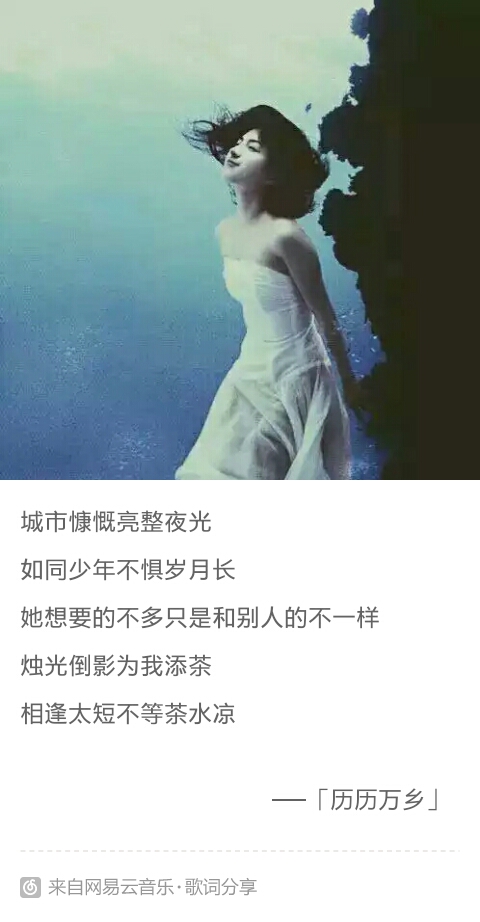 城市慷慨亮整夜光
如同少年不惧岁月长
她想要的不多只是和别人的不一样
烛光倒影为我添茶
相逢太短不等茶水凉
——「历历万乡」
来自网易云音乐·歌词分享